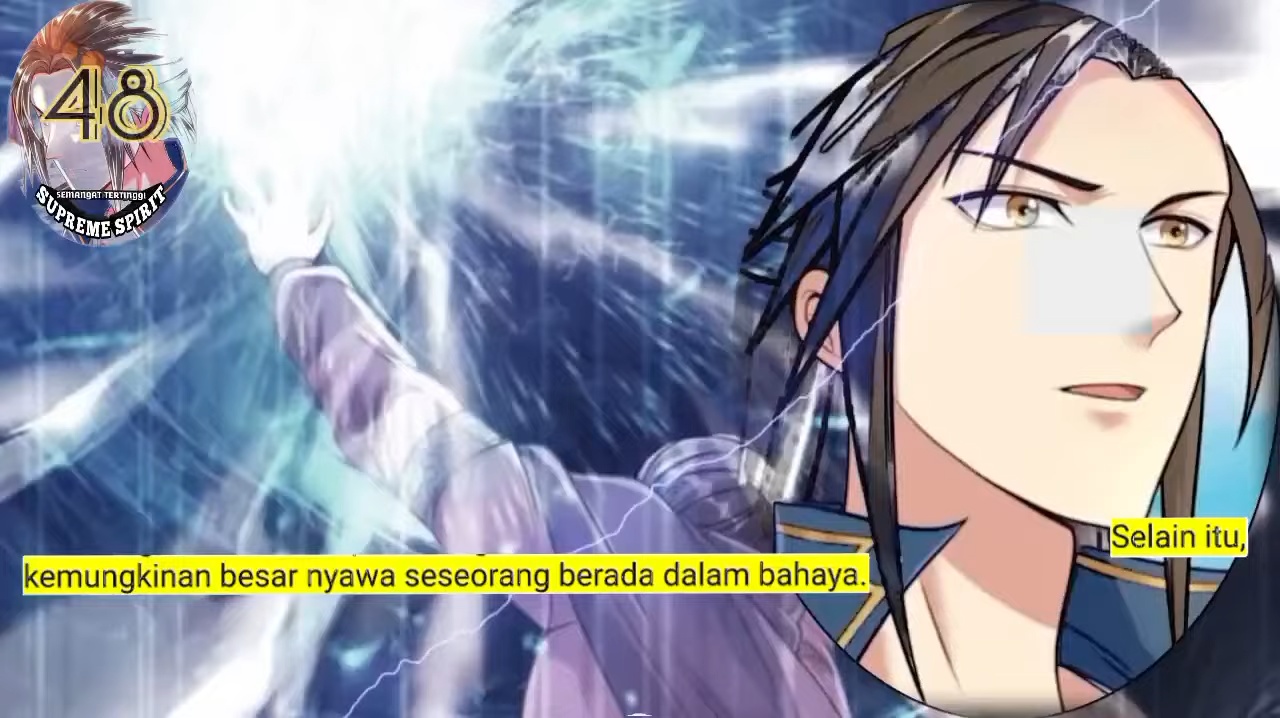 48
SEMANGAT TERTINGGI
SUPREME SPIRIT
Selain itu,
kemungkinan besar nyawa seseorang berada dalam bahaya.